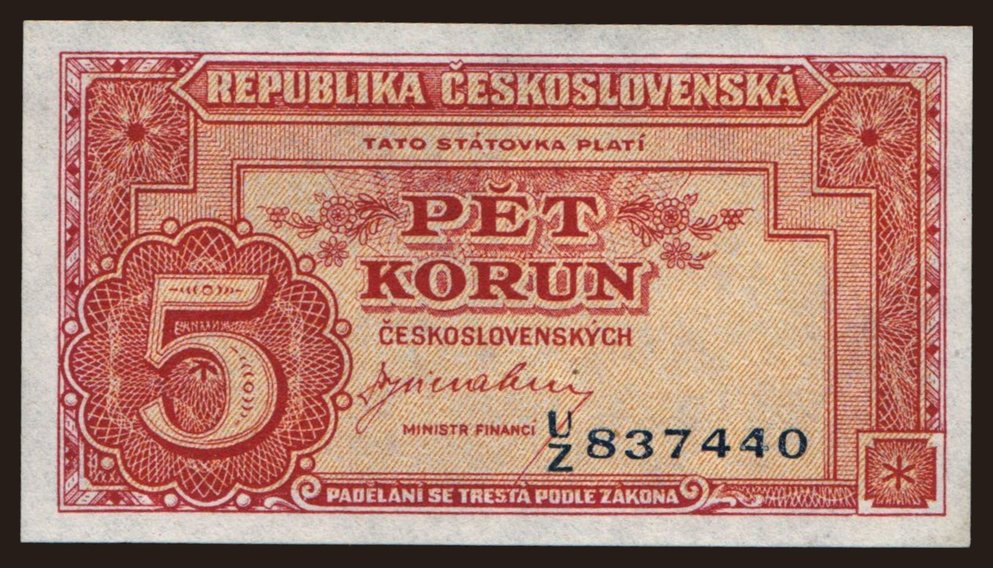 REPUBLIKA ČESKOSLOVENSKÁ
TATO STÁTOVKA PLATÍ
PĚT
KORUN
ČESKOSLOVENSKÝCH
5
MINISTR FINANCÍ
U/Z 837440
PADĚLÁNÍ SE TRESTÁ PODLE ZÁKONA